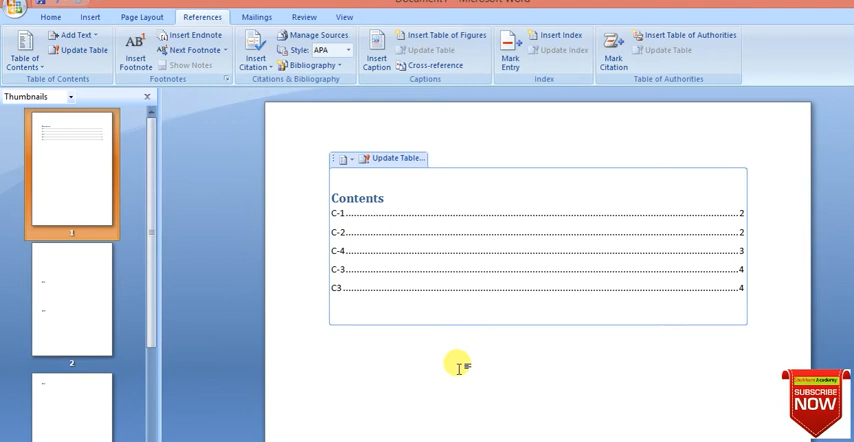 Microsoft Word
Home Insert Page Layout References Mailings Review View
Table of Contents
Add Text
Update Table
Table of Contents
AB¹
Insert Footnote
Insert Endnote
Next Footnote
Show Notes
Footnotes
Insert Citation
Manage Sources
Style: APA
Bibliography
Citations & Bibliography
Insert Caption
Insert Table of Figures
Update Table
Cross-reference
Captions
Mark Entry
Insert Index
Update Index
Index
Mark Citation
Insert Table of Authorities
Update Table
Table of Authorities
Thumbnails
1
2
Update Table...
Contents
C-1 2
C-2 2
C-4 3
C-3 4
C3 4
SUBSCRIBE
NOW